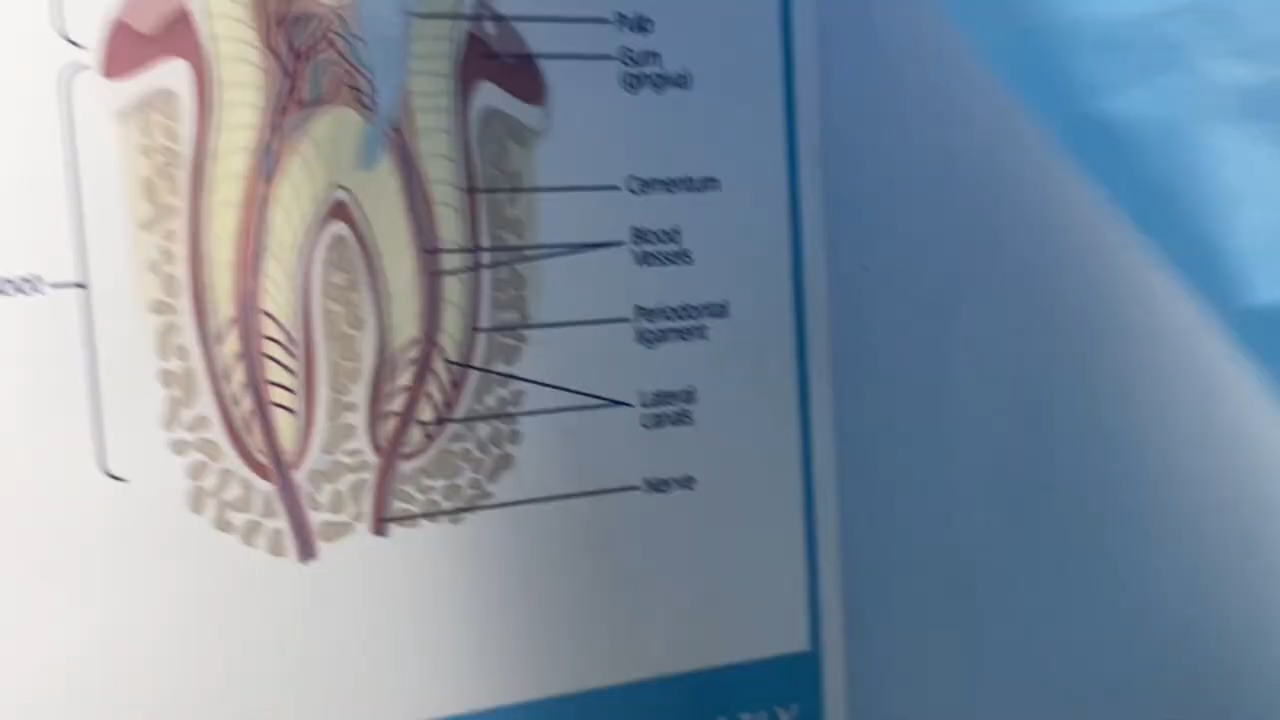 Pulp
Gum
(gingiva)
Cementum
Blood
Vessels
Periodontal
ligament
Lateral
Canals
Nerve